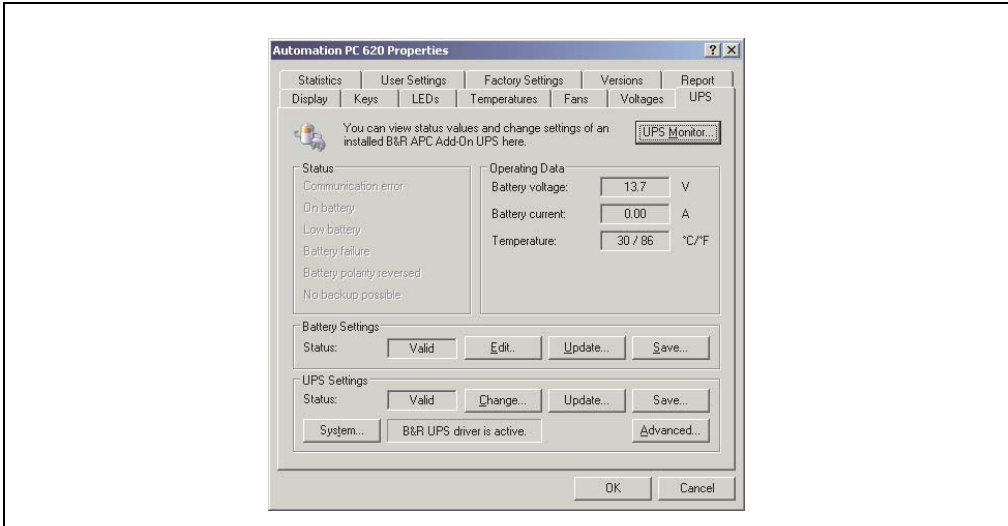 Automation PC 620 Properties
Statistics User Settings Factory Settings Versions Report
Display Keys LEDs Temperatures Fans Voltages UPS
You can view status values and change settings of an
installed B&R APC Add-On UPS here.
UPS Monitor...
Status
Communication error
On battery
Low battery
Battery failure
Battery polarity reversed
No backup possible
Operating Data
Battery voltage: 13.7 V
Battery current: 0.00 A
Temperature: 30 / 86 °C/°F
Battery Settings
Status: Valid Edit.. Update... Save...
UPS Settings
Status: Valid Change... Update... Save...
System... B&R UPS driver is active. Advanced...
OK Cancel